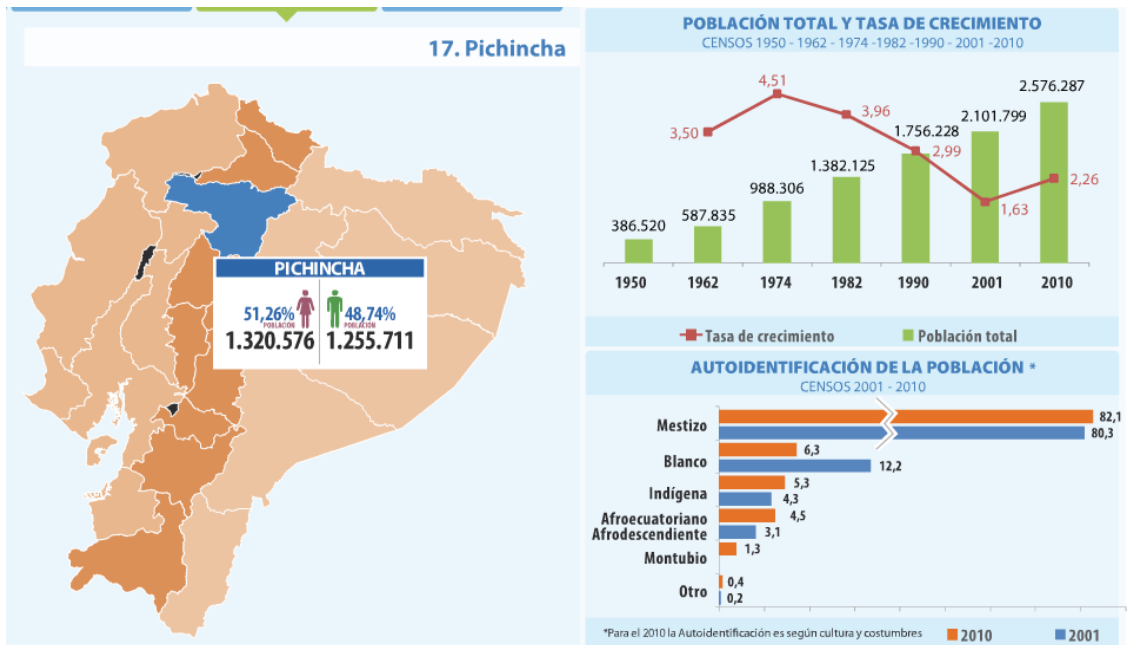 17. Pichincha
PICHINCHA
51,26%
POBLACIÓN
1.320.576
48,74%
POBLACIÓN
1.255.711
POBLACIÓN TOTAL Y TASA DE CRECIMIENTO
CENSOS 1950 - 1962 - 1974 -1982 -1990 - 2001 -2010
386.520
587.835
988.306
1.382.125
1.756.228
2.101.799
2.576.287
3,50
4,51
3,96
2,99
1,63
2,26
1950 1962 1974 1982 1990 2001 2010
Tasa de crecimiento Población total
AUTOIDENTIFICACIÓN DE LA POBLACIÓN *
CENSOS 2001 - 2010
Mestizo
82,1
80,3
Blanco
6,3
12,2
Indígena
5,3
4,3
Afroecuatoriano
Afrodescendiente
4,5
3,1
Montubio
1,3
Otro
0,4
0,2
*Para el 2010 la Autoidentificación es según cultura y costumbres
2010 2001